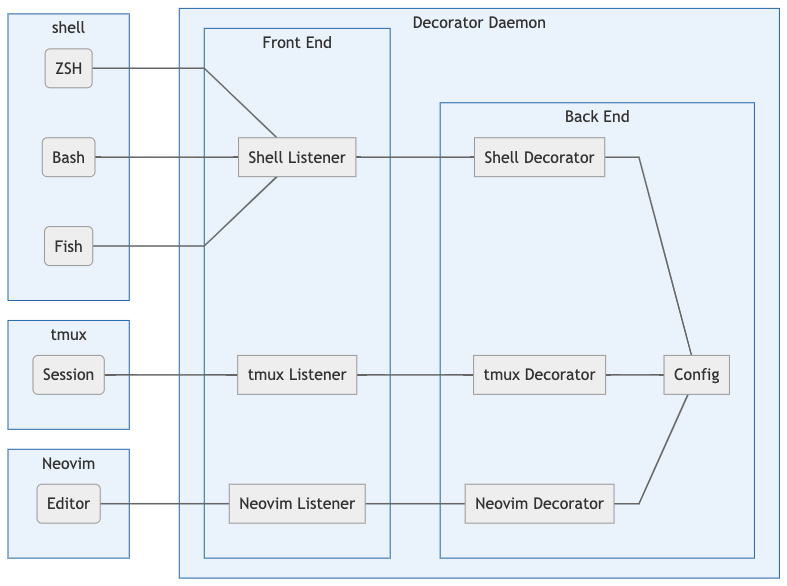 shell
ZSH
Bash
Fish
tmux
Session
Neovim
Editor
Decorator Daemon
Front End
Shell Listener
tmux Listener
Neovim Listener
Back End
Shell Decorator
tmux Decorator
Neovim Decorator
Config